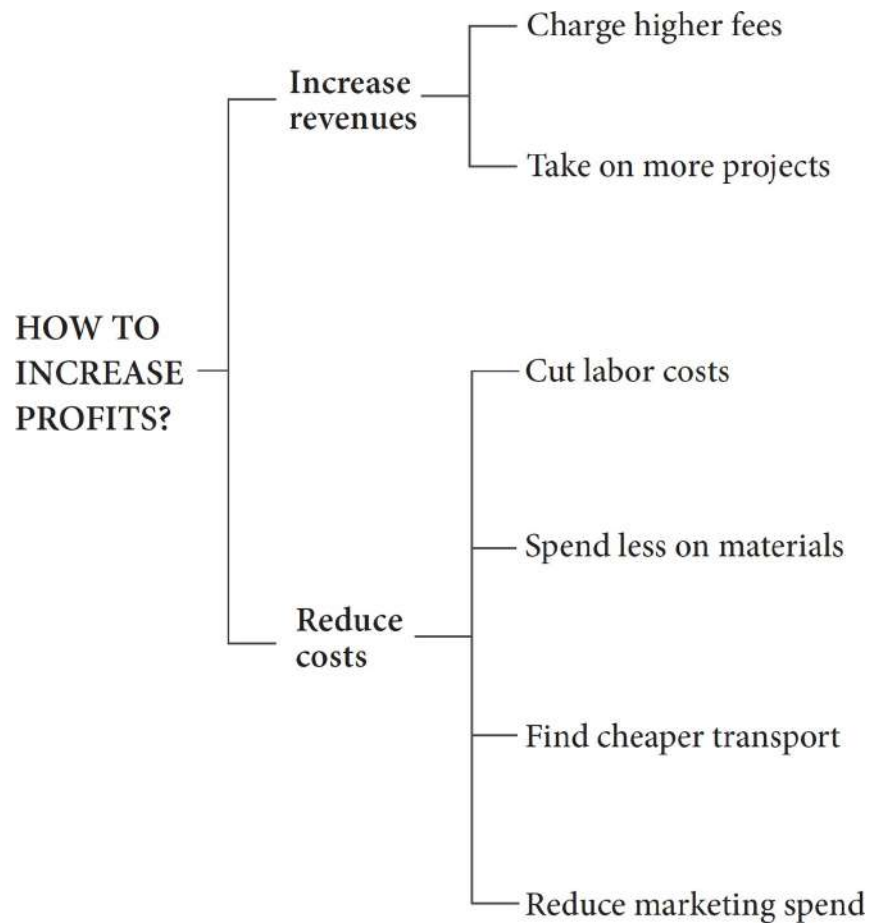 HOW TO
INCREASE
PROFITS?
Increase
revenues
Charge higher fees
Take on more projects
Reduce
costs
Cut labor costs
Spend less on materials
Find cheaper transport
Reduce marketing spend